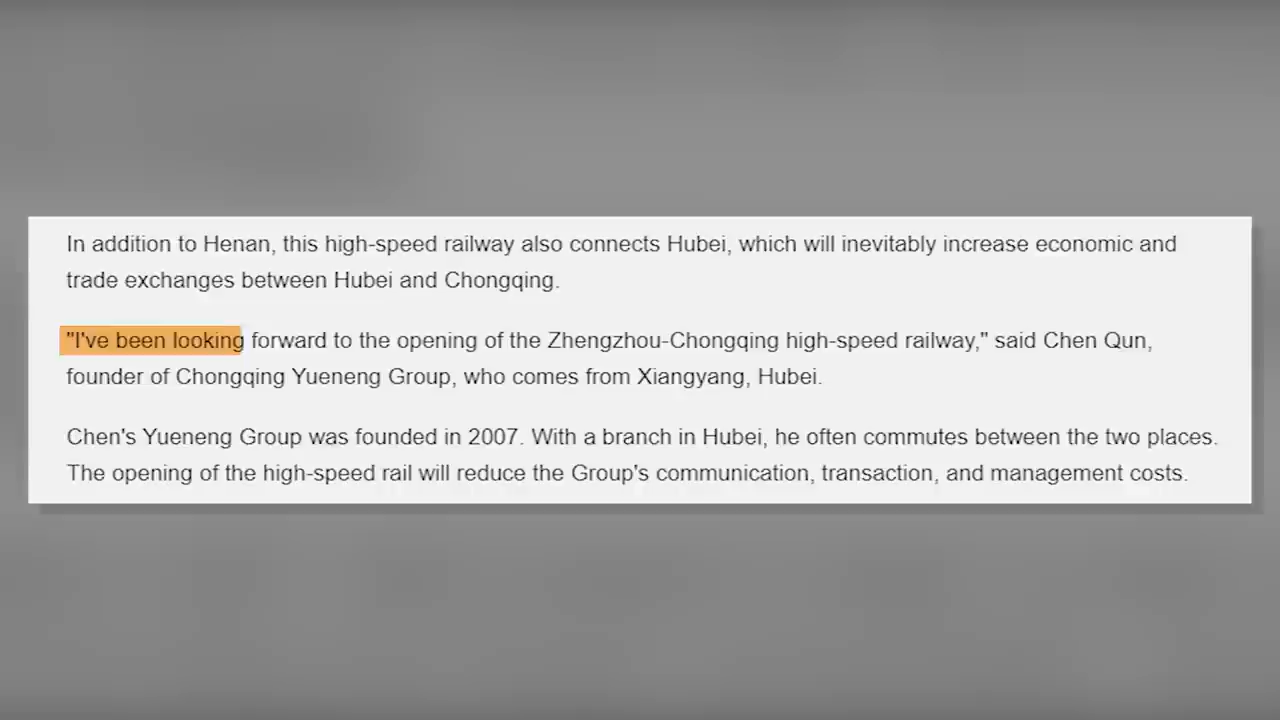 In addition to Henan, this high-speed railway also connects Hubei, which will inevitably increase economic and
trade exchanges between Hubei and Chongqing.
"I've been looking forward to the opening of the Zhengzhou-Chongqing high-speed railway," said Chen Qun,
founder of Chongqing Yueneng Group, who comes from Xiangyang, Hubei.
Chen's Yueneng Group was founded in 2007. With a branch in Hubei, he often commutes between the two places.
The opening of the high-speed rail will reduce the Group's communication, transaction, and management costs.